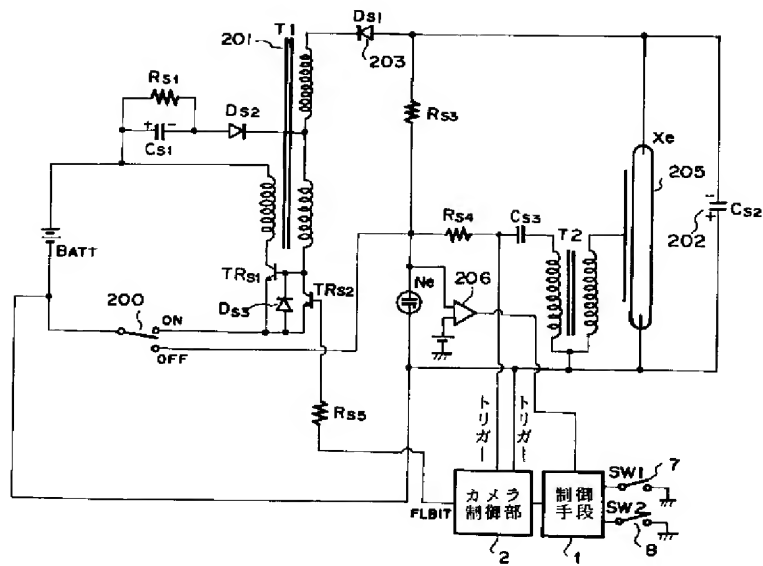 T1
DS1
201
203
RS1
DS2
RS3
Xe
+ -
CS1
205
RS4
CS3
T2
-
+
CS2
202
BATT
TRS1
Ne
206
TRS2
200
DS3
ON
OFF
RS5
トリガー
トリガー
SW1
7
FLBIT
カメラ
制御部
制御
手段
SW2
2
1
8